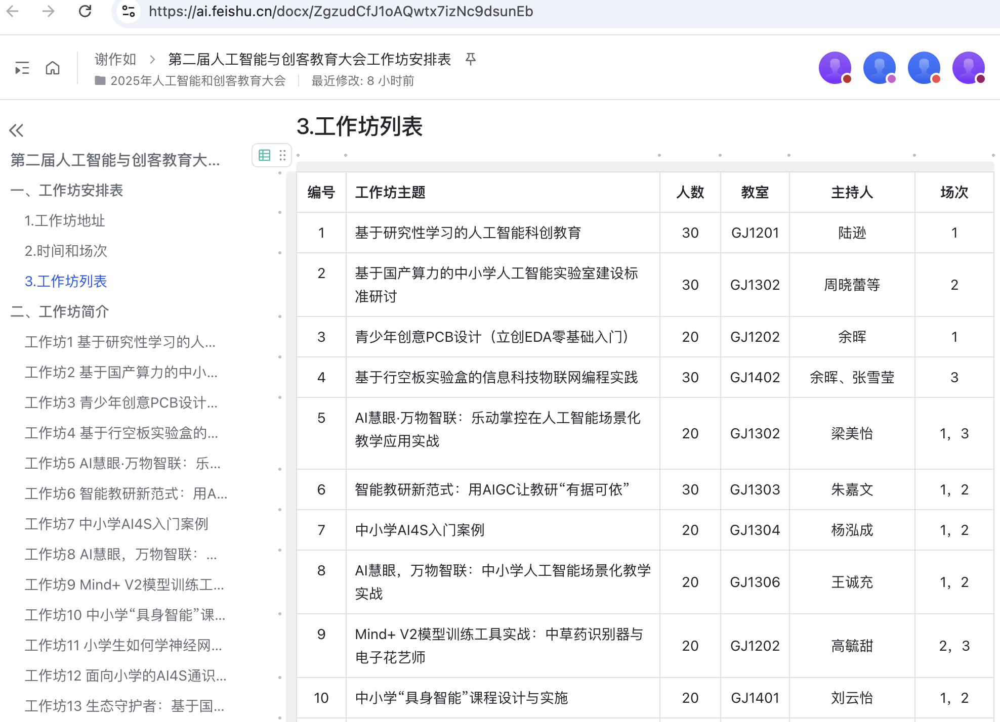 https://ai.feishu.cn/docx/ZgzudCfJ1oAQwtx7izNc9dsunEb
谢作如 > 第二届人工智能与创客教育大会工作坊安排表
2025年人工智能和创客教育大会 | 最近修改: 8 小时前
第二届人工智能与创客教育大...
一、工作坊安排表
1.工作坊地址
2.时间和场次
3.工作坊列表
二、工作坊简介
工作坊1 基于研究性学习的人...
工作坊2 基于国产算力的中小...
工作坊3 青少年创意PCB设计...
工作坊4 基于行空板实验盒的...
工作坊5 AI慧眼·万物智联：乐...
工作坊6 智能教研新范式：用A...
工作坊7 中小学AI4S入门案例
工作坊8 AI慧眼，万物智联：...
工作坊9 Mind+ V2模型训练工...
工作坊10 中小学“具身智能”课...
工作坊11 小学生如何学神经网...
工作坊12 面向小学的AI4S通识...
工作坊13 生态守护者：基于国...
3.工作坊列表
编号 工作坊主题 人数 教室 主持人 场次
1 基于研究性学习的人工智能科创教育 30 GJ1201 陆逊 1
2 基于国产算力的中小学人工智能实验室建设标
准研讨 30 GJ1302 周晓蕾等 2
3 青少年创意PCB设计（立创EDA零基础入门） 20 GJ1202 余晖 1
4 基于行空板实验盒的信息科技物联网编程实践 30 GJ1402 余晖、张雪莹 3
5 AI慧眼·万物智联：乐动掌控在人工智能场景化
教学应用实战 20 GJ1302 梁美怡 1，3
6 智能教研新范式：用AIGC让教研“有据可依” 30 GJ1303 朱嘉文 1，2
7 中小学AI4S入门案例 20 GJ1304 杨泓成 1，2
8 AI慧眼，万物智联：中小学人工智能场景化教学
实战 20 GJ1306 王诚充 1，2
9 Mind+ V2模型训练工具实战：中草药识别器与
电子花艺师 20 GJ1202 高毓甜 2，3
10 中小学“具身智能”课程设计与实施 20 GJ1401 刘云怡 1，2